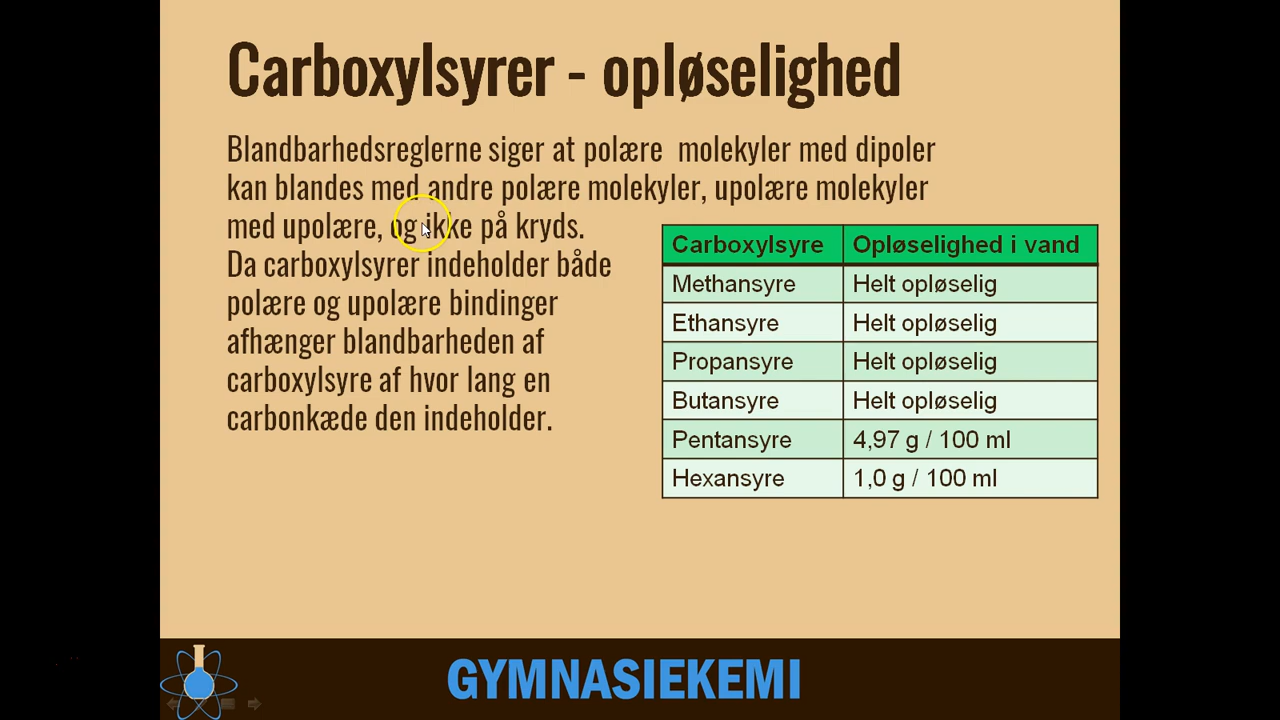 Carboxylsyrer - opløselighed
Blandbarhedsreglerne siger at polære molekyler med dipoler
kan blandes med andre polære molekyler, upolære molekyler
med upolære, og ikke på kryds.
Da carboxylsyrer indeholder både
polære og upolære bindinger
afhænger blandbarheden af
carboxylsyre af hvor lang en
carbonkæde den indeholder.
Carboxylsyre Opløselighed i vand
Methansyre Helt opløselig
Ethansyre Helt opløselig
Propansyre Helt opløselig
Butansyre Helt opløselig
Pentansyre 4,97 g / 100 ml
Hexansyre 1,0 g / 100 ml
GYMNASIEKEMI